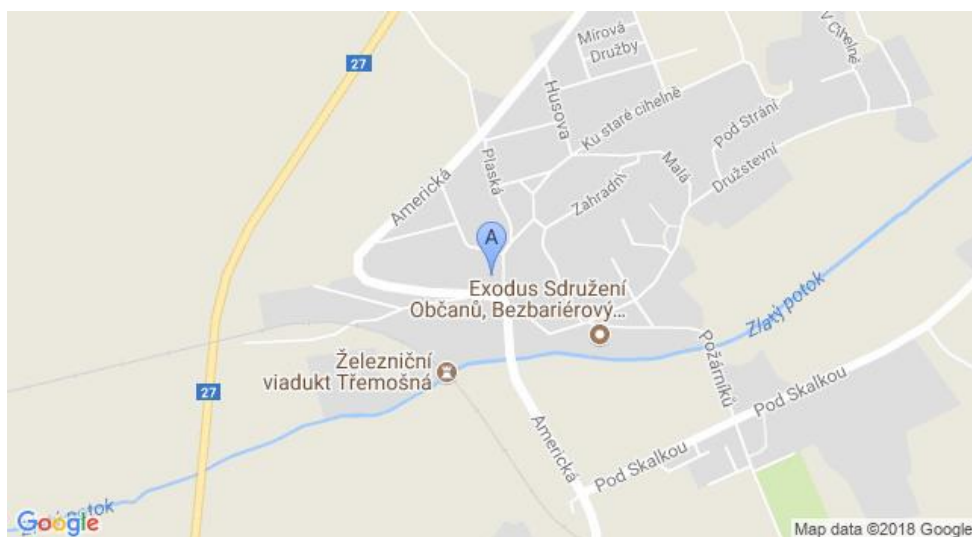 Mírová
Družby
V Cihelně
27
Husova
Ku staré cihelně
Pod Strání
Plaská
Malá
Družstevní
Americká
Zahradní
A
Exodus Sdružení
Občanů, Bezbariérový...
Zlatý potok
Železniční
viadukt Třemošná
Požárníků
27
Pod Skalkou
Americká
Pod Skalkou
potok
Google
Map data ©2018 Google